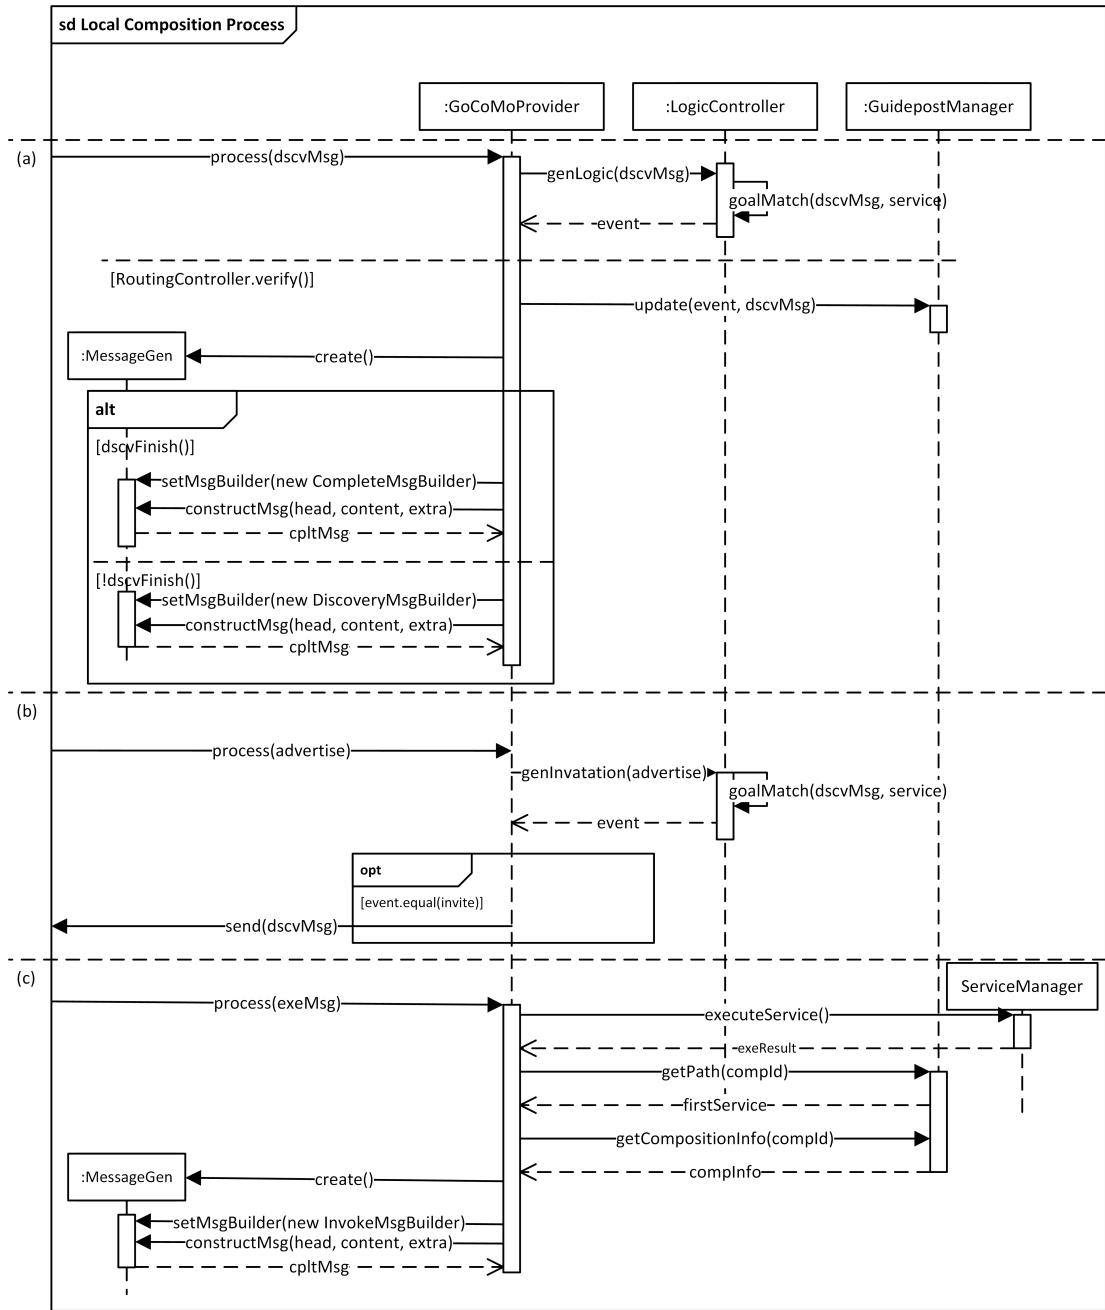 sd Local Composition Process
:GoCoMoProvider
:LogicController
:GuidepostManager
(a)
process(dscvMsg)
genLogic(dscvMsg)
goalMatch(dscvMsg, service)
event
[RoutingController.verify()]
update(event, dscvMsg)
:MessageGen
create()
alt
[dscvFinish()]
setMsgBuilder(new CompleteMsgBuilder)
constructMsg(head, content, extra)
cpltMsg
[!dscvFinish()]
setMsgBuilder(new DiscoveryMsgBuilder)
constructMsg(head, content, extra)
cpltMsg
(b)
process(advertise)
genInvatation(advertise)
goalMatch(dscvMsg, service)
event
opt
[event.equal(invite)]
send(dscvMsg)
(c)
ServiceManager
process(exeMsg)
executeService()
exeResult
getPath(compId)
firstService
getCompositionInfo(compId)
compInfo
:MessageGen
create()
setMsgBuilder(new InvokeMsgBuilder)
constructMsg(head, content, extra)
cpltMsg